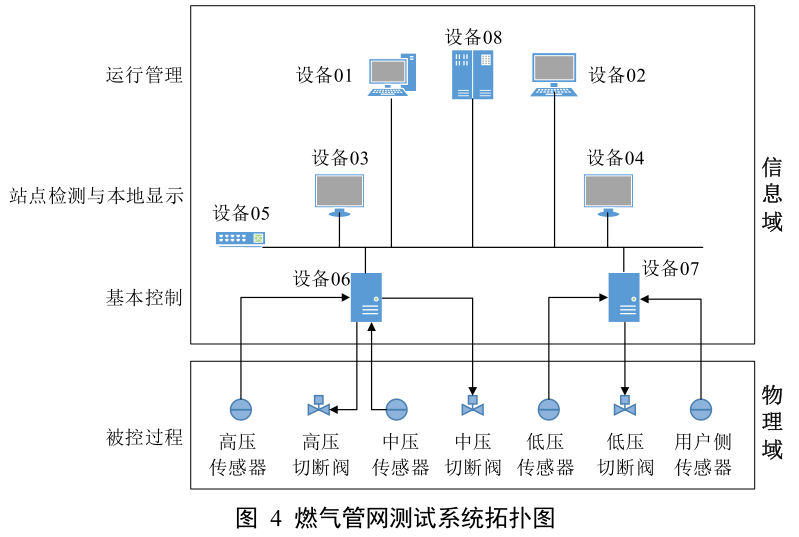 设备08
运行管理
设备01
设备02
设备03
设备04
站点检测与本地显示
设备05
信息域
设备06
设备07
基本控制
被控过程
高压
传感器
高压
切断阀
中压
传感器
中压
切断阀
低压
传感器
低压
切断阀
用户侧
传感器
物理域
图 4 燃气管网测试系统拓扑图